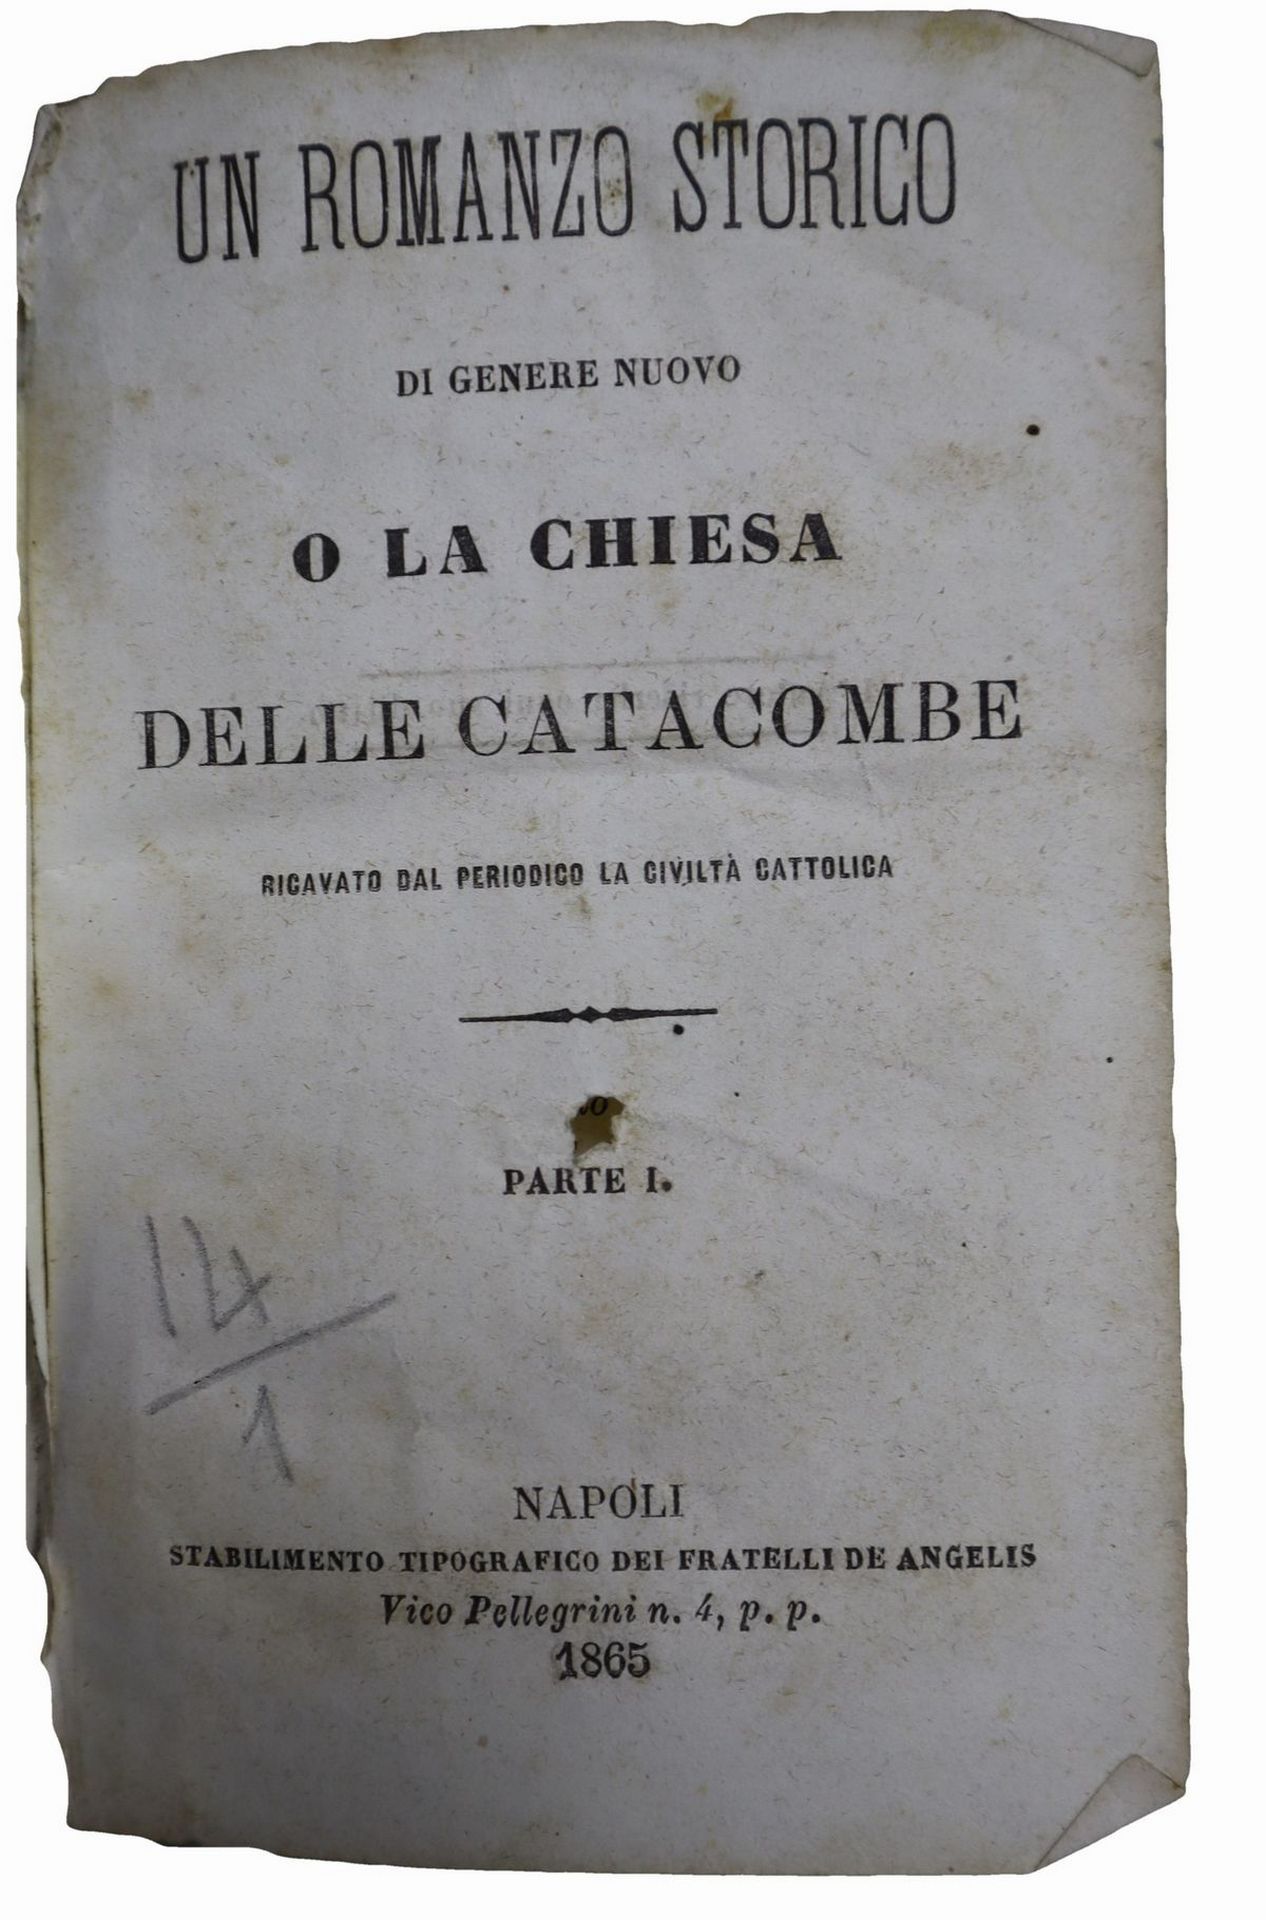 UN ROMANZO STORICO
DI GENERE NUOVO
O LA CHIESA
DELLE CATACOMBE
RICAVATO DAL PERIODICO LA CIVILTÀ CATTOLICA
PARTE I.
14
1
NAPOLI
STABILIMENTO TIPOGRAFICO DEI FRATELLI DE ANGELIS
Vico Pellegrini n. 4, p. p.
1865